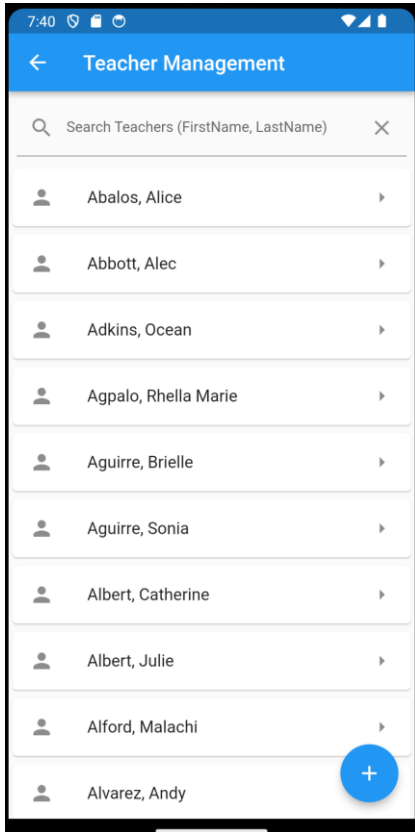 7:40
Teacher Management
Search Teachers (FirstName, LastName)
Abalos, Alice
Abbott, Alec
Adkins, Ocean
Agpalo, Rhella Marie
Aguirre, Brielle
Aguirre, Sonia
Albert, Catherine
Albert, Julie
Alford, Malachi
Alvarez, Andy